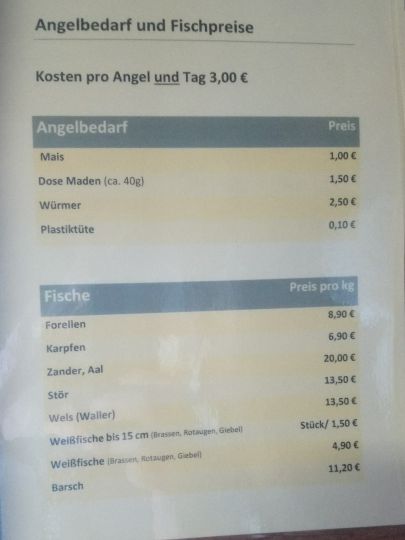 Angelbedarf und Fischpreise
Kosten pro Angel und Tag 3,00 €
Angelbedarf Preis
Mais 1,00 €
Dose Maden (ca. 40g) 1,50 €
Würmer 2,50 €
Plastiktüte 0,10 €
Fische Preis pro kg
Forellen 8,90 €
Karpfen 6,90 €
Zander, Aal 20,00 €
Stör 13,50 €
Wels (Waller) 13,50 €
Weißfische bis 15 cm (Brassen, Rotaugen, Giebel) Stück/ 1,50 €
Weißfische (Brassen, Rotaugen, Giebel) 4,90 €
Barsch 11,20 €